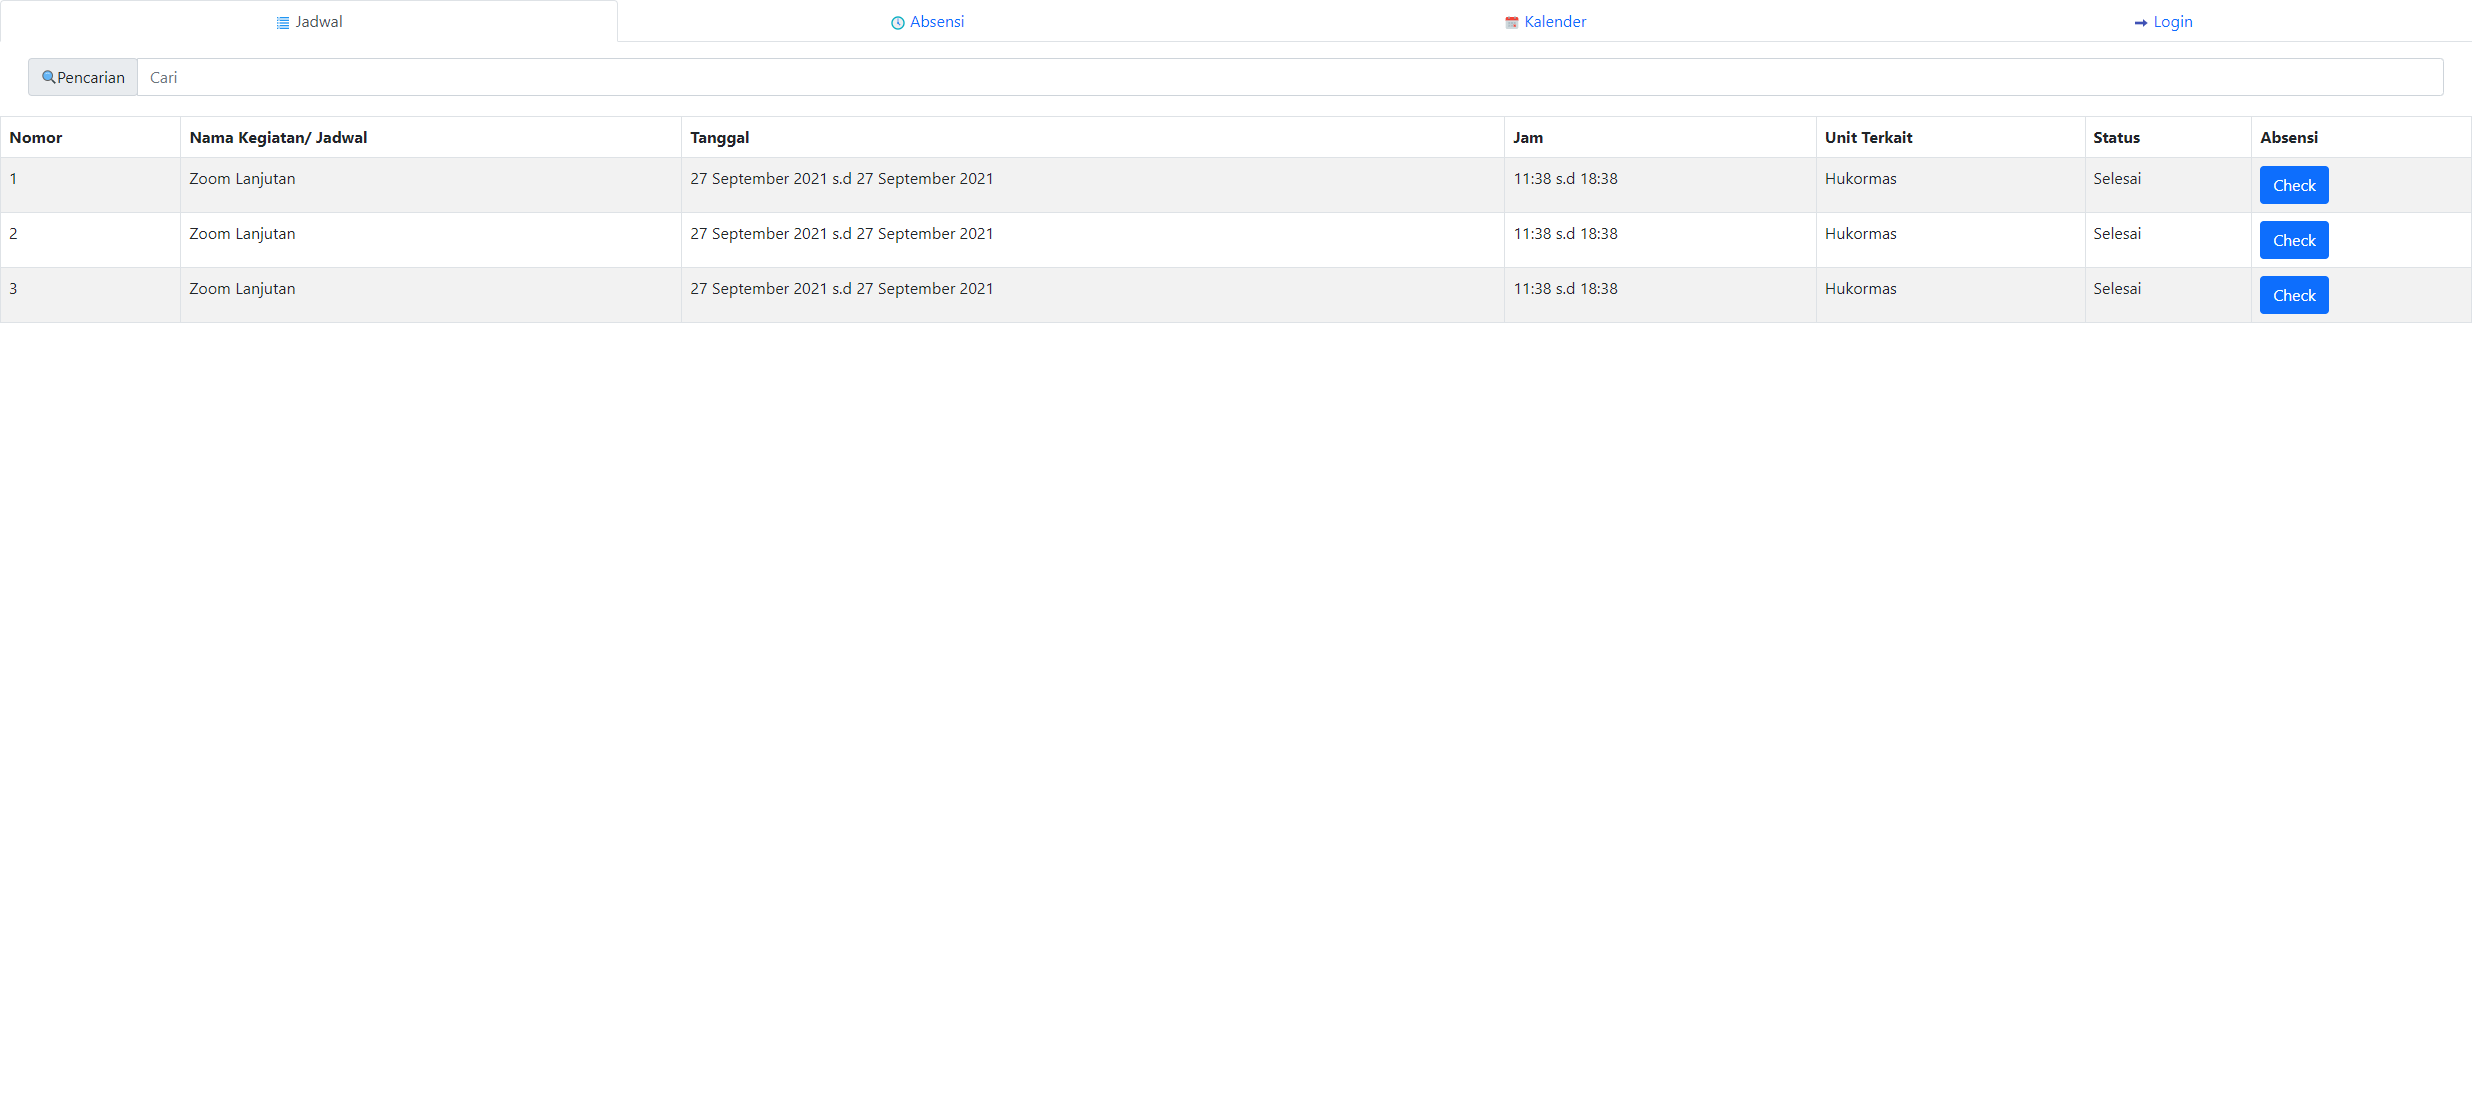 Jadwal Absensi Kalender Login
Pencarian Cari
Nomor Nama Kegiatan/ Jadwal Tanggal Jam Unit Terkait Status Absensi
1 Zoom Lanjutan 27 September 2021 s.d 27 September 2021 11:38 s.d 18:38 Hukormas Selesai Check
2 Zoom Lanjutan 27 September 2021 s.d 27 September 2021 11:38 s.d 18:38 Hukormas Selesai Check
3 Zoom Lanjutan 27 September 2021 s.d 27 September 2021 11:38 s.d 18:38 Hukormas Selesai Check